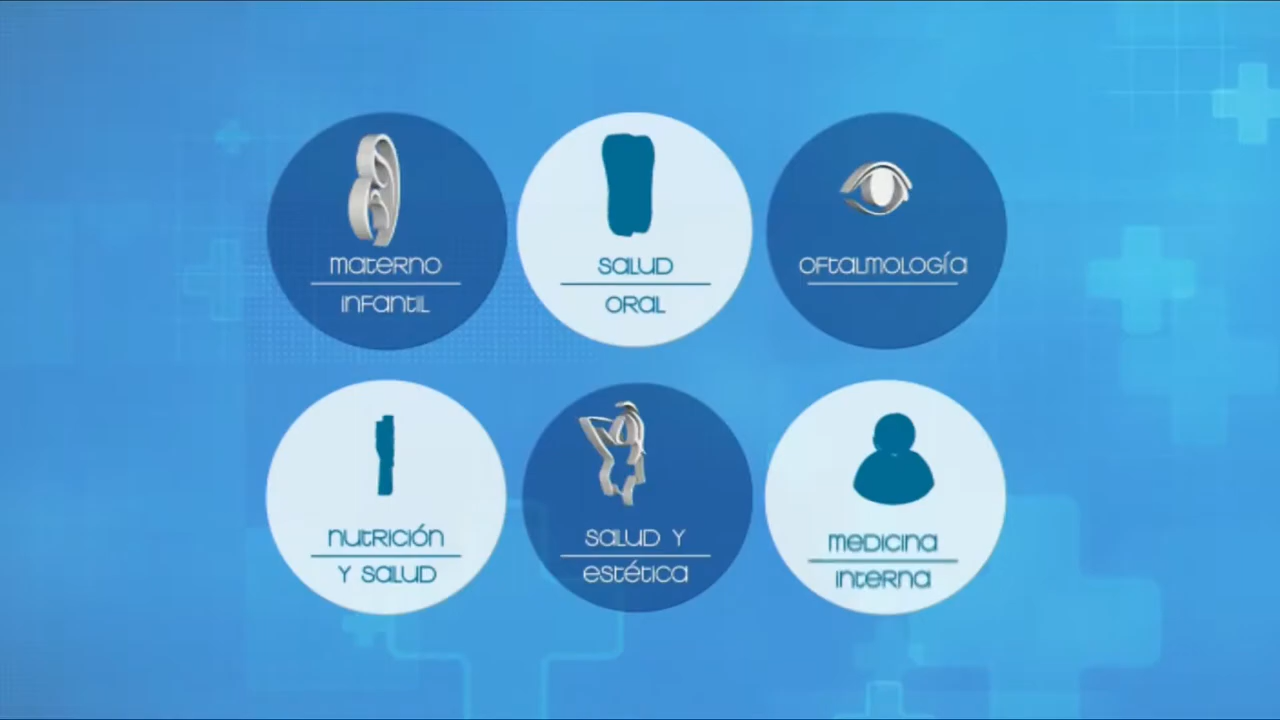 materno
infantil
salud
oral
oftalmología
nutrición
y salud
salud y
estética
medicina
interna